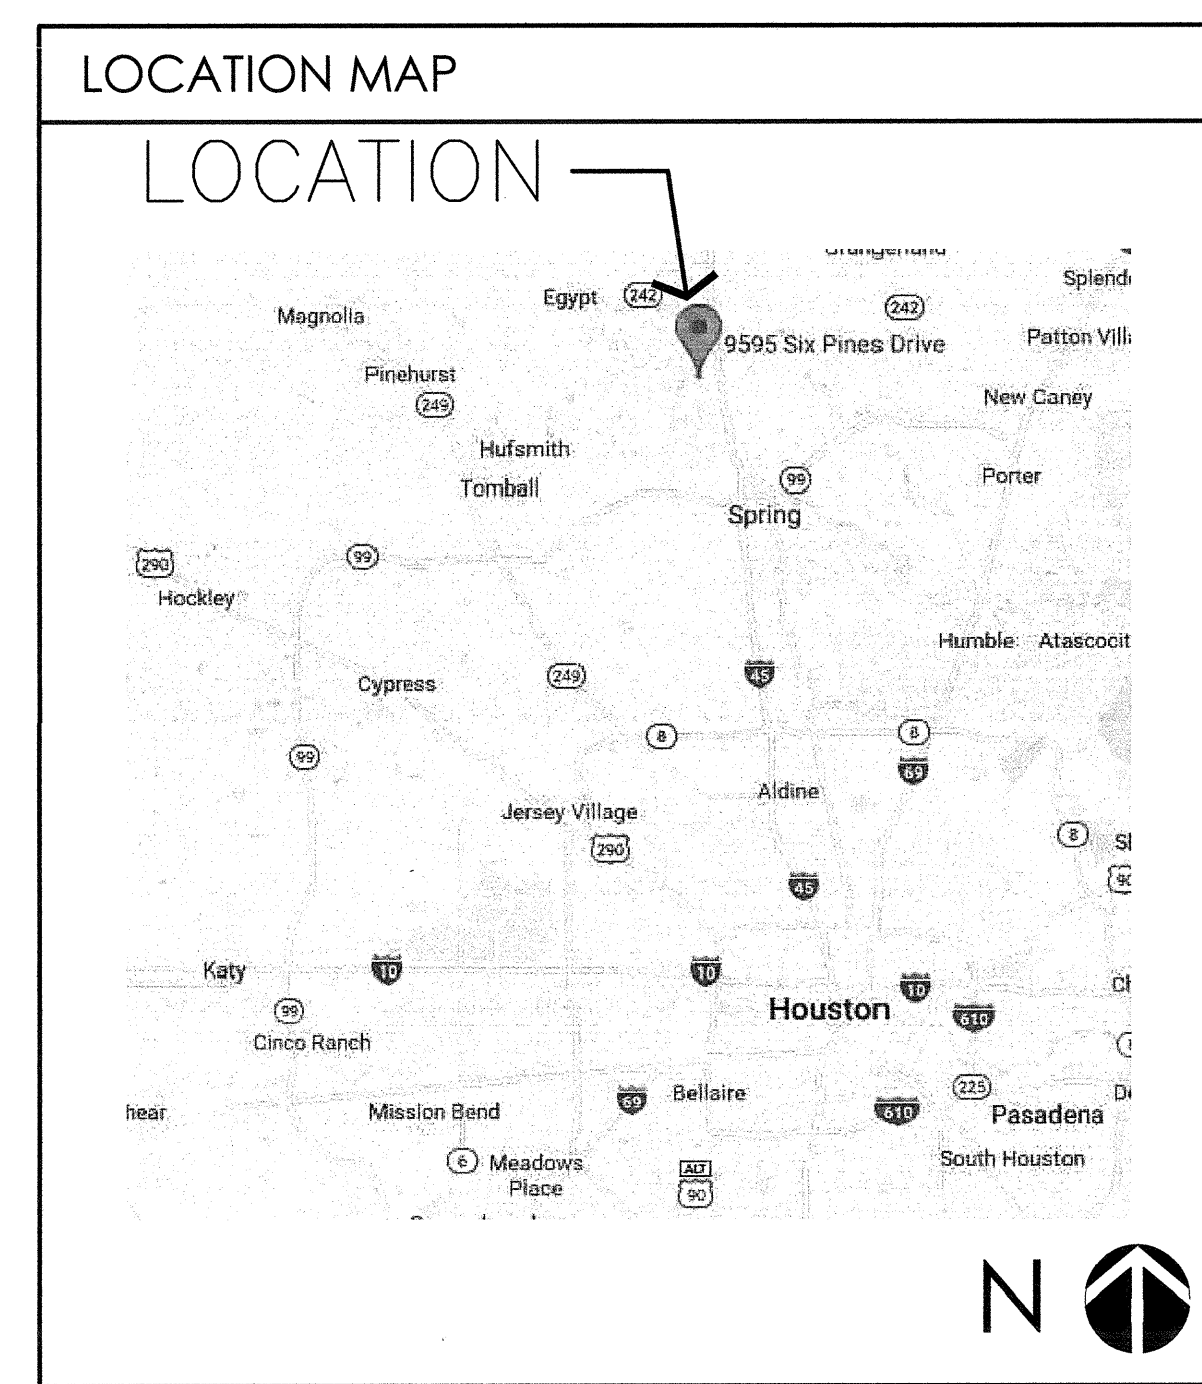 LOCATION MAP
LOCATION
Splend
Egypt
242
242
Magnolia
Patton Vill
9595 Six Pines Drive
Pinehurst
249
New Caney
Hufsmith
Tomball
99
Porter
Spring
290
99
Hockley
Humble
Atascocit
Cypress
249
45
8
8
99
69
Aldine
Jersey Village
290
8
45
Katy
10
10
10
Houston
610
99
Cinco Ranch
225
Bellaire
69
hear
Mission Bend
610
Pasadena
6
Meadows
Place
ALT
90
South Houston
N